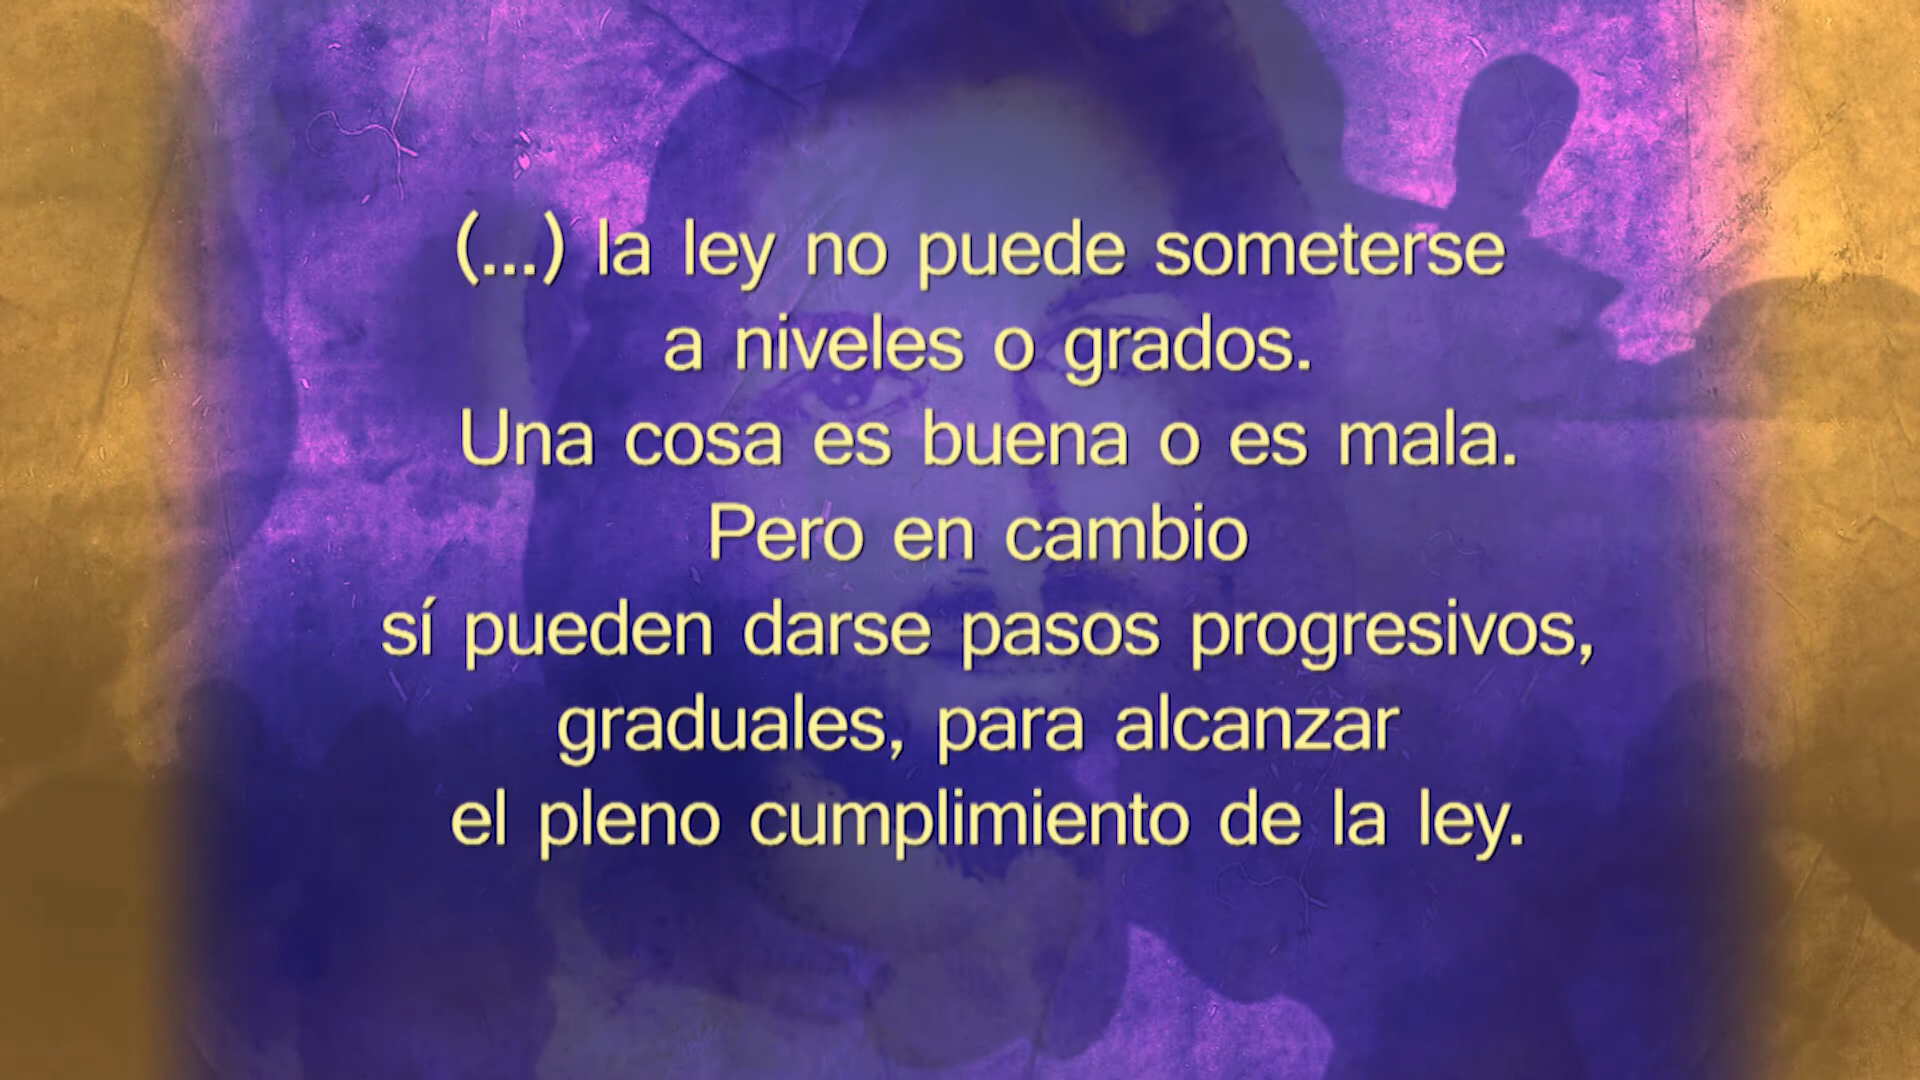 (...) la ley no puede someterse
a niveles o grados.
Una cosa es buena o es mala.
Pero en cambio
sí pueden darse pasos progresivos,
graduales, para alcanzar
el pleno cumplimiento de la ley.